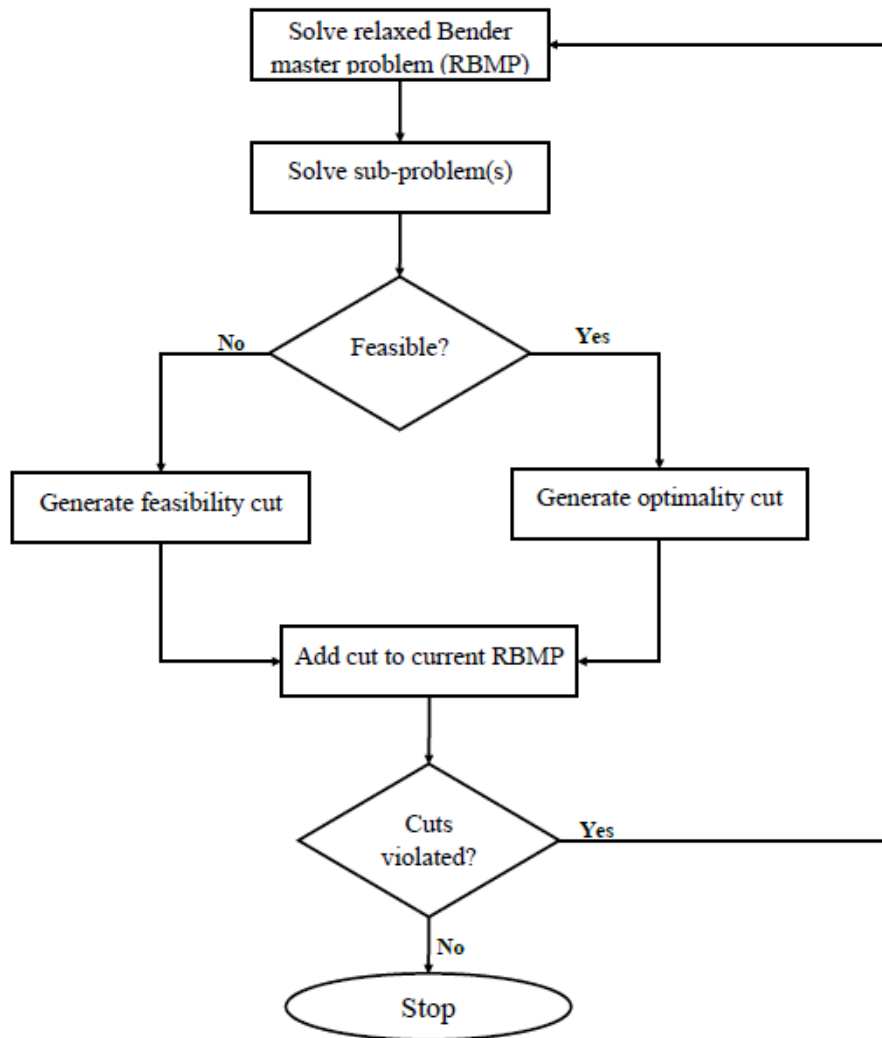 Solve relaxed Bender
master problem (RBMP)
Solve sub-problem(s)
Feasible?
No
Yes
Generate feasibility cut
Generate optimality cut
Add cut to current RBMP
Cuts
violated?
Yes
No
Stop